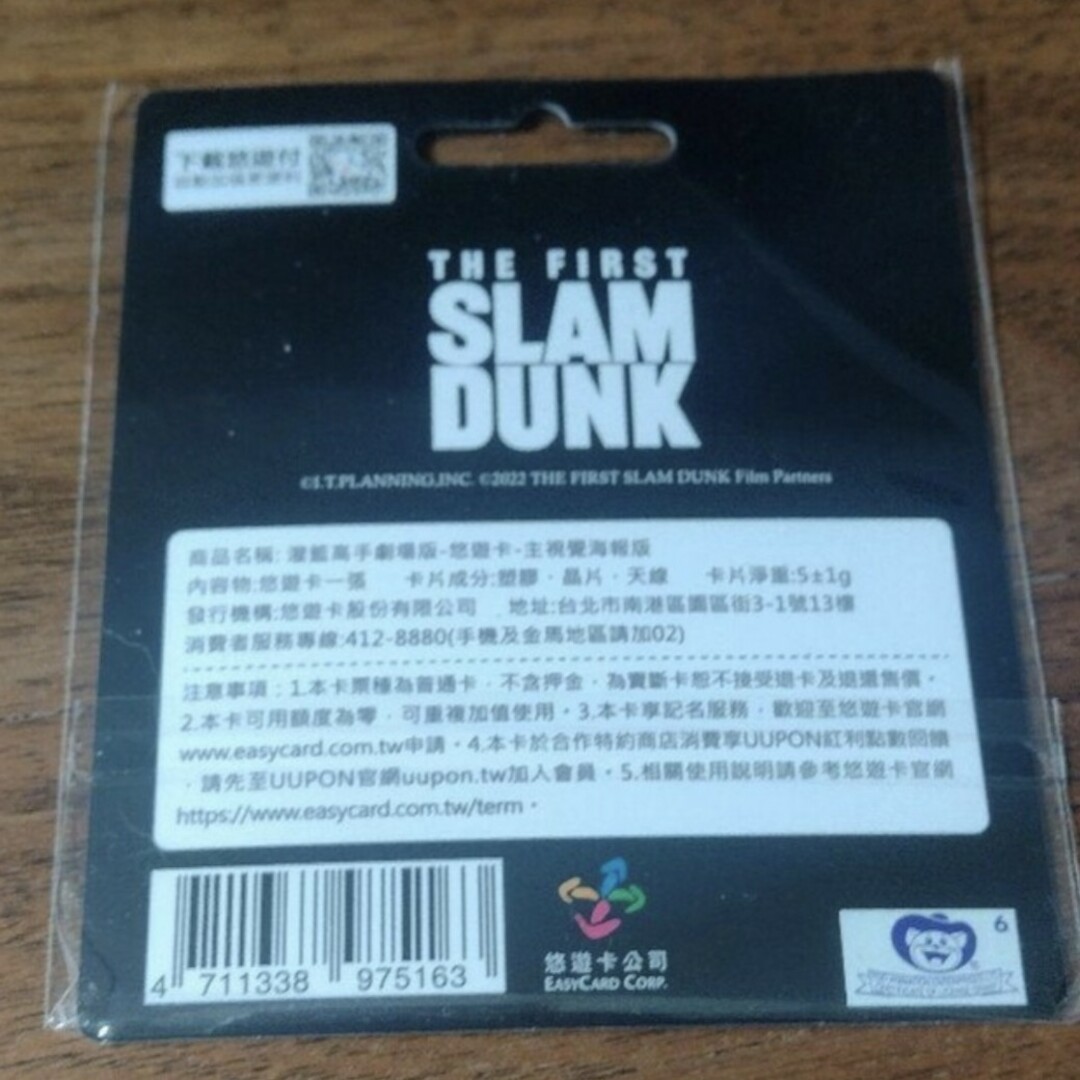 下載悠遊付
THE FIRST
SLAM
DUNK
©I.T.PLANNING,INC. ©2022 THE FIRST SLAM DUNK Film Partners
商品名稱: 灌籃高手劇場版-悠遊卡-主視覺海報版
內容物:悠遊卡一張 卡片成分:塑膠、晶片、天線 卡片淨重:5±1g
發行機構:悠遊卡股份有限公司 地址:台北市南港區園區街3-1號13樓
消費者服務專線:412-8880(手機及金馬地區請加02)
注意事項：1.本卡票種為普通卡，不含押金，為賣斷卡恕不接受退卡及退還售價。
2.本卡可用額度為零，可重複加值使用。3.本卡享記名服務，歡迎至悠遊卡官網
www.easycard.com.tw申請。4.本卡於合作特約商店消費享UUPON紅利點數回饋
，請先至UUPON官網uupon.tw加入會員。5.相關使用說明請參考悠遊卡官網
https://www.easycard.com.tw/term。
4 711338 975163
悠遊卡公司
EASYCARD CORP.
6